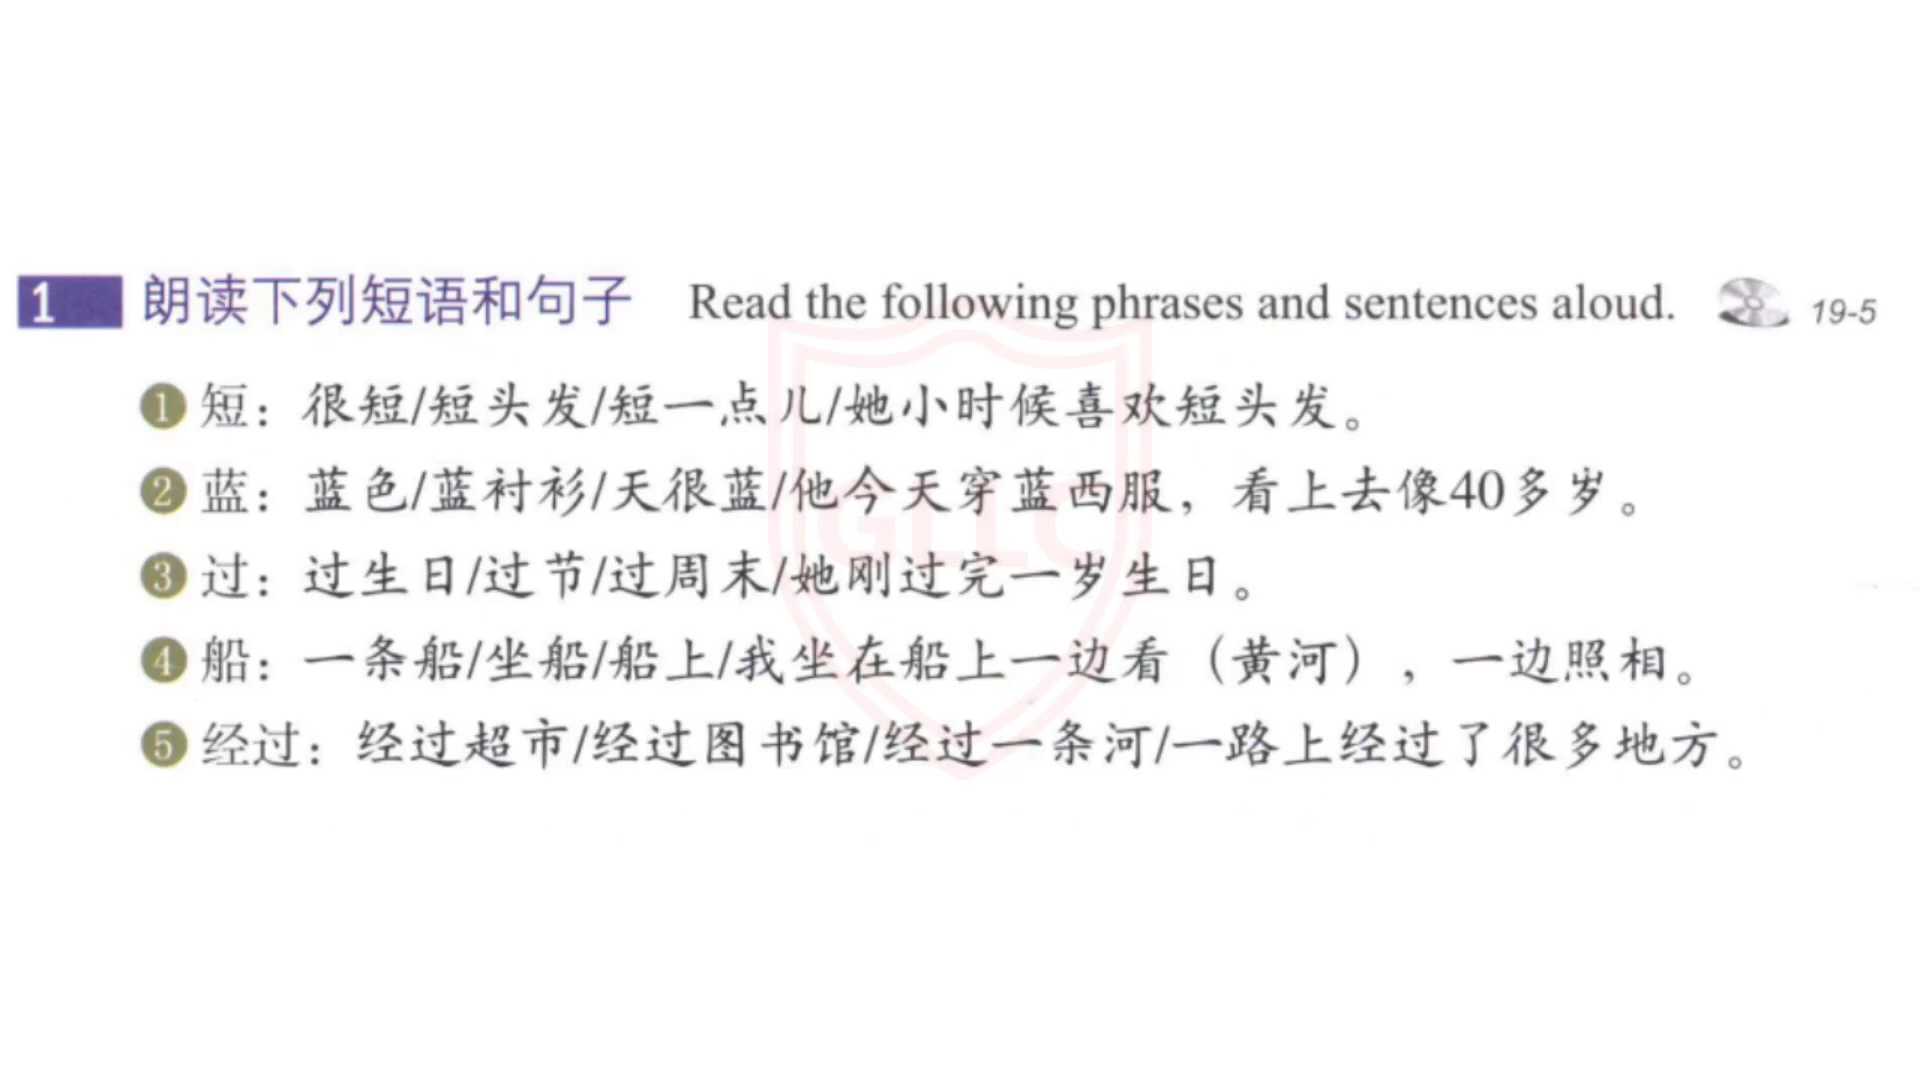 1 朗读下列短语和句子 Read the following phrases and sentences aloud. 19-5
❶ 短：很短/短头发/短一点儿/她小时候喜欢短头发。
❷ 蓝：蓝色/蓝衬衫/天很蓝/他今天穿蓝西服，看上去像40多岁。
❸ 过：过生日/过节/过周末/她刚过完一岁生日。
❹ 船：一条船/坐船/船上/我坐在船上一边看（黄河），一边照相。
❺ 经过：经过超市/经过图书馆/经过一条河/一路上经过了很多地方。
GLLC